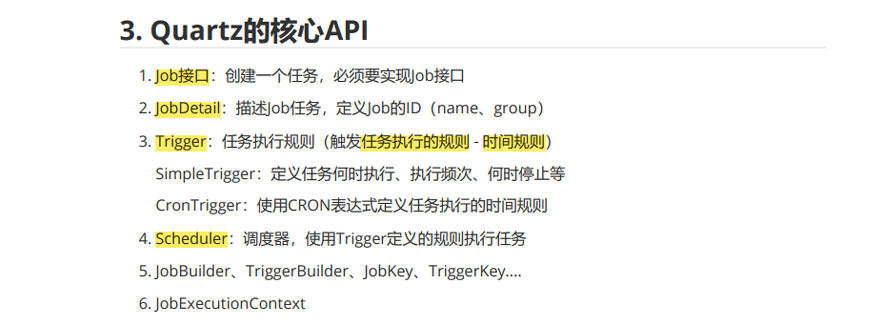 3. Quartz的核心API
1. Job接口：创建一个任务，必须要实现Job接口
2. JobDetail：描述Job任务，定义Job的ID（name、group）
3. Trigger：任务执行规则（触发任务执行的规则 - 时间规则）
SimpleTrigger：定义任务何时执行、执行频次、何时停止等
CronTrigger：使用CRON表达式定义任务执行的时间规则
4. Scheduler：调度器，使用Trigger定义的规则执行任务
5. JobBuilder、TriggerBuilder、JobKey、TriggerKey....
6. JobExecutionContext